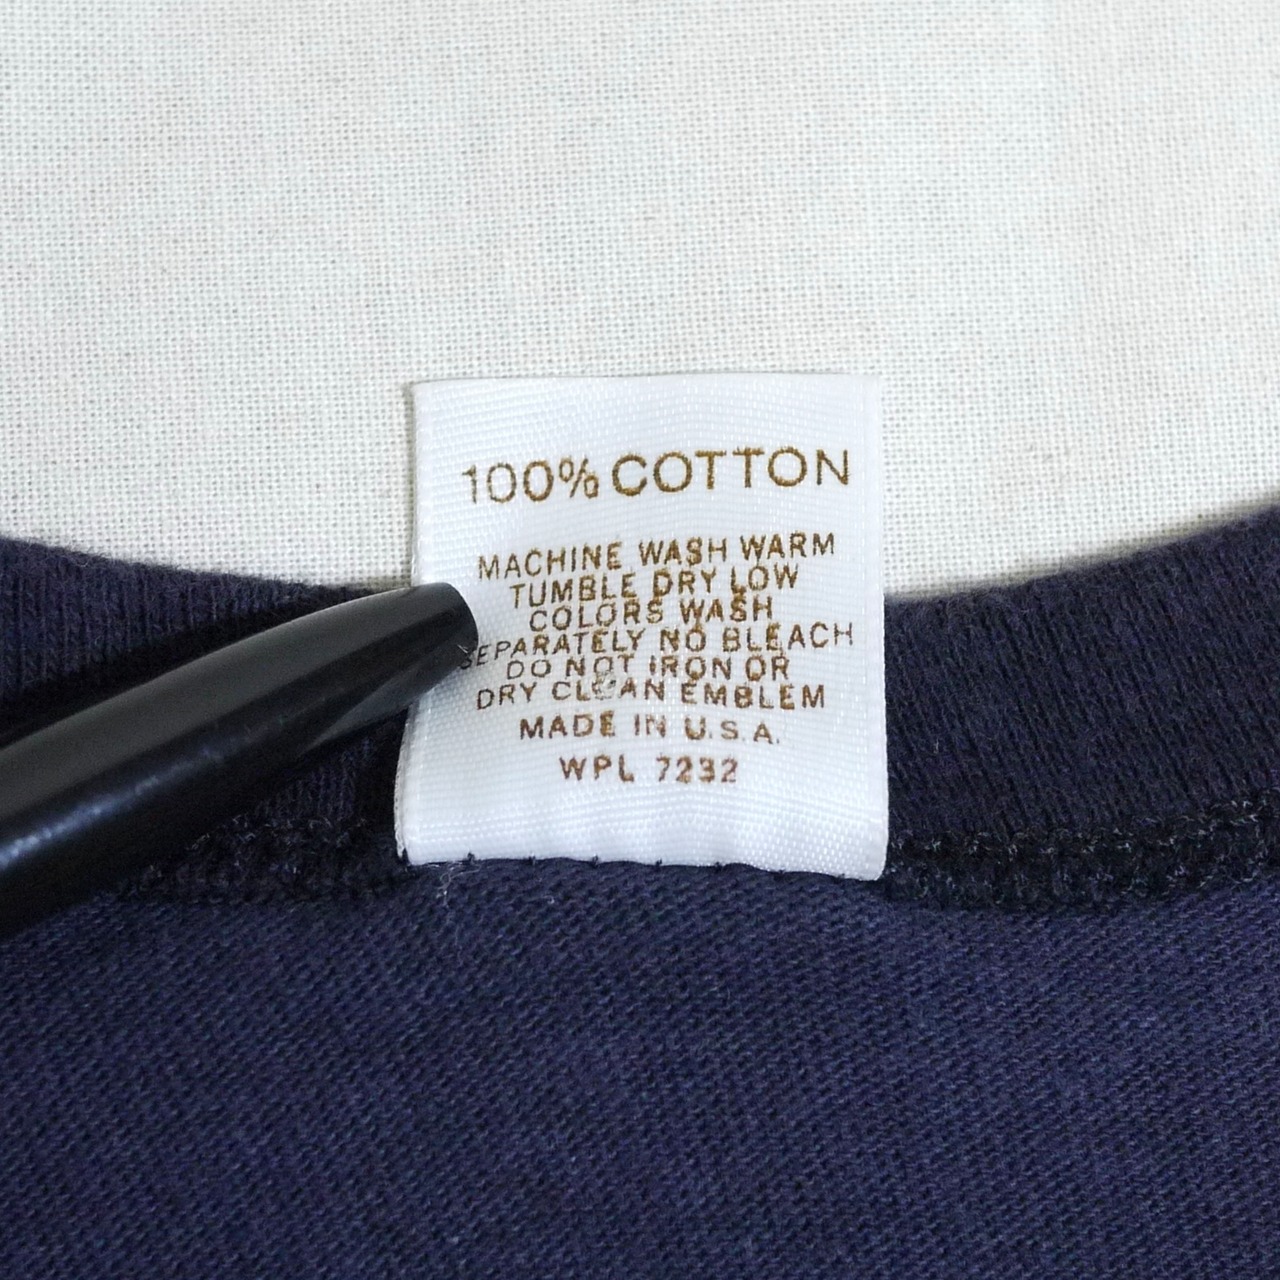 100% COTTON
MACHINE WASH WARM
TUMBLE DRY LOW
COLORS WASH
SEPARATELY NO BLEACH
DO NOT IRON OR
DRY CLEAN EMBLEM
MADE IN U.S.A.
WPL 7232